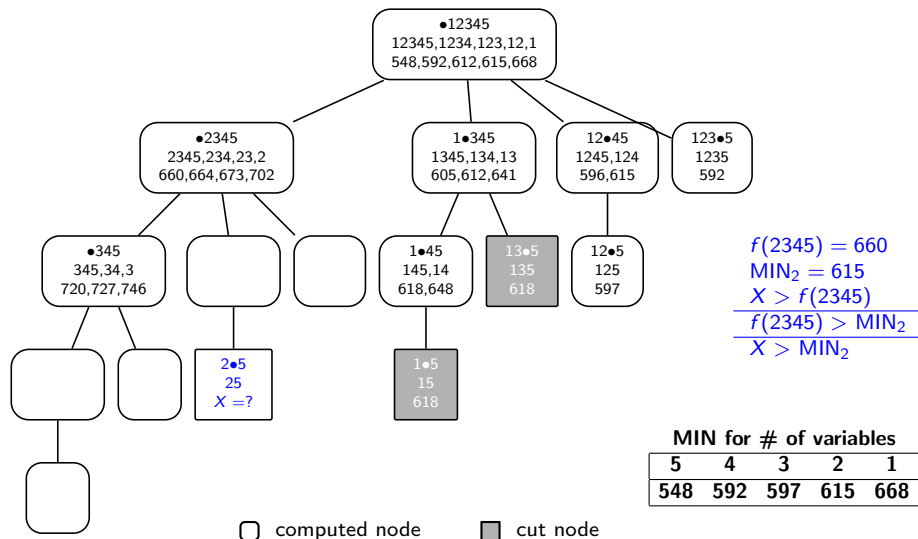 ●12345
12345,1234,123,12,1
548,592,612,615,668
●2345
2345,234,23,2
660,664,673,702
1●345
1345,134,13
605,612,641
12●45
1245,124
596,615
123●5
1235
592
●345
345,34,3
720,727,746
1●45
145,14
618,648
13●5
135
618
12●5
125
597
2●5
25
X =?
1●5
15
618
f(2345) = 660
MIN₂ = 615
X > f(2345)
f(2345) > MIN₂
X > MIN₂
MIN for # of variables
5 4 3 2 1
548 592 597 615 668
computed node
cut node